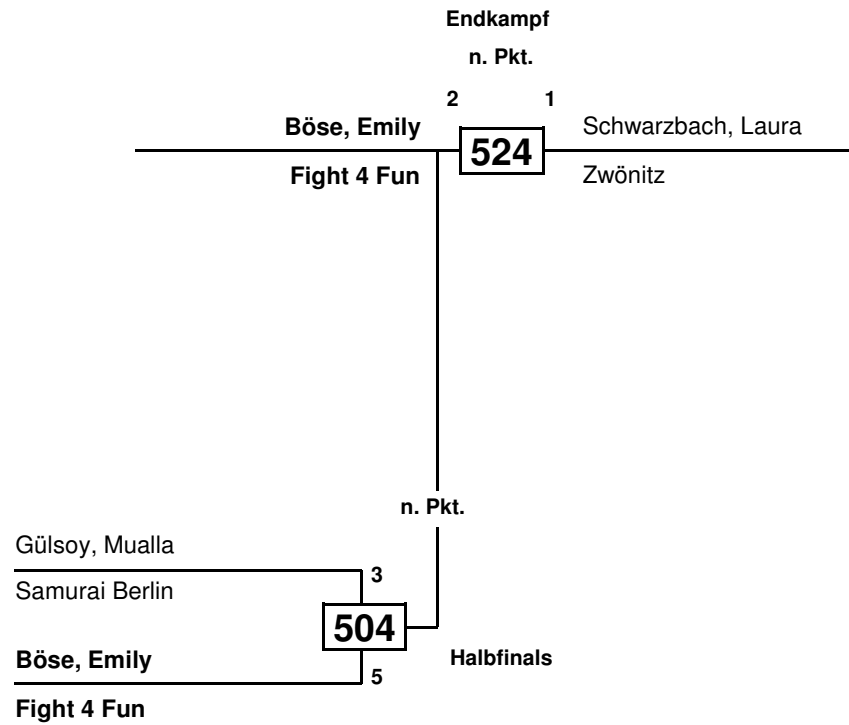 Endkampf
n. Pkt.
2 1
Böse, Emily 524 Schwarzbach, Laura
Fight 4 Fun Zwönitz
n. Pkt.
Gülsoy, Mualla
3
Samurai Berlin
504
Böse, Emily Halbfinals
5
Fight 4 Fun